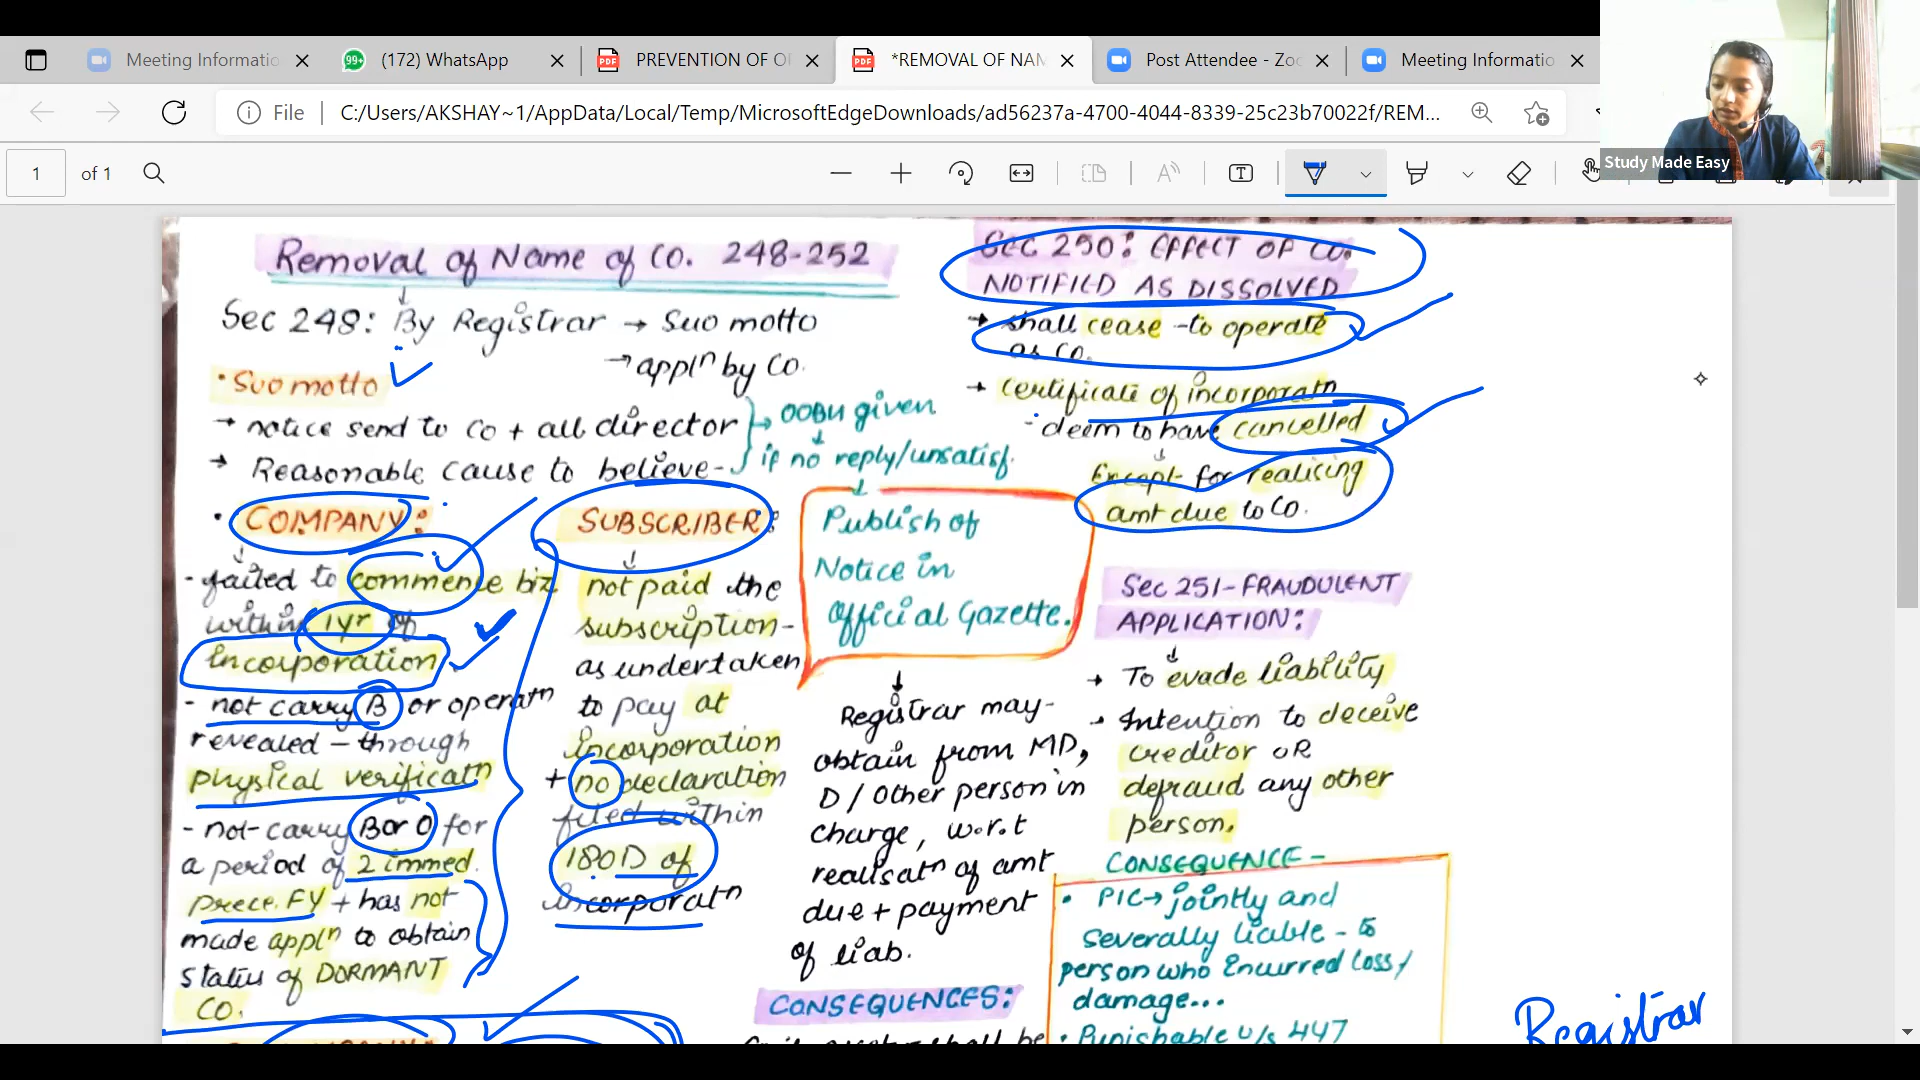 Meeting Informatio
99+
(172) WhatsApp
PREVENTION OF OP
*REMOVAL OF NAM
Post Attendee - Zoo
Meeting Informatio
File
C:/Users/AKSHAY~1/AppData/Local/Temp/MicrosoftEdgeDownloads/ad56237a-4700-4044-8339-25c23b70022f/REM...
Study Made Easy
1
of 1
Removal of Name of Co. 248-252
Sec 248: By Registrar → Suo motto
→ appln by Co.
• Suo motto
→ notice send to Co + all director
→ Reasonable cause to believe-
→ OOBH given
if no reply/unsatisf.
• COMPANY:
- failed to commence biz
within 1yr of
incorporation
- not carry B or operatn
revealed - through
physical verificatn
- not-carry B or O for
a period of 2 immed.
prece. FY + has not
made appln to obtain
status of DORMANT
CO.
SUBSCRIBER:
not paid the
subscription-
as undertaken
to pay at
incorporation
+ no declaration
filed within
180D of
incorporatn
Publish of
Notice in
official Gazette.
Registrar may-
obtain from MD,
D / Other person in
charge, w.r.t
realisatn of amt
due + payment
of liab.
CONSEQUENCES:
shall be
Sec 250: EFFECT OF CO.
NOTIFIED AS DISSOLVED
→ shall cease -to operate
as Co.
→ certificate of incorporatn
- deem to have cancelled
Except for realising
amt due to Co.
Sec 251-FRAUDULENT
APPLICATION:
→ To evade liability
→ Intention to deceive
creditor OR
defraud any other
person.
CONSEQUENCE -
• PIC → jointly and
severally liable - to
person who incurred loss/
damage...
• Punishable u/s 447
Registrar